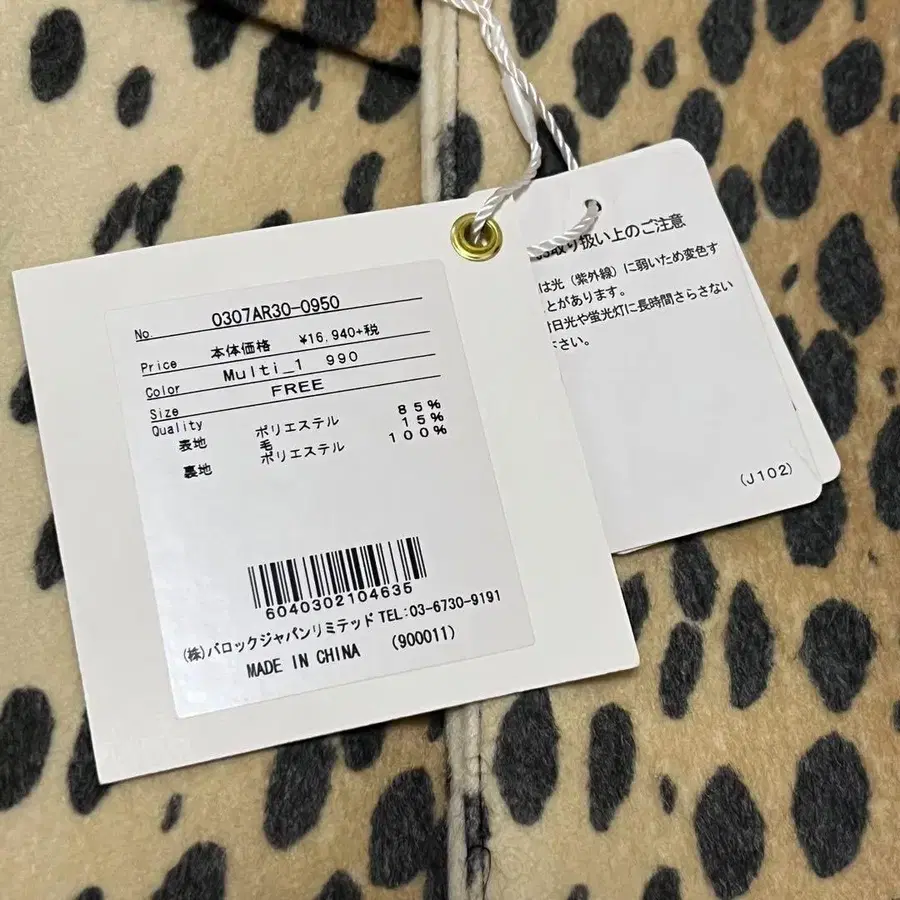 No. 0307AR30-0950
Price 本体価格 ¥16,940+税
Color Multi_1 990
Size FREE
Quality
表地 ポリエステル 85%
毛 15%
裏地 ポリエステル 100%
6040302104635
(株)バロックジャパンリミテッド TEL:03-6730-9191
MADE IN CHINA (900011)
取り扱い上のご注意
は光(紫外線)に弱いため変色す
とがあります。
日光や蛍光灯に長時間さらさない
さい。
(J102)